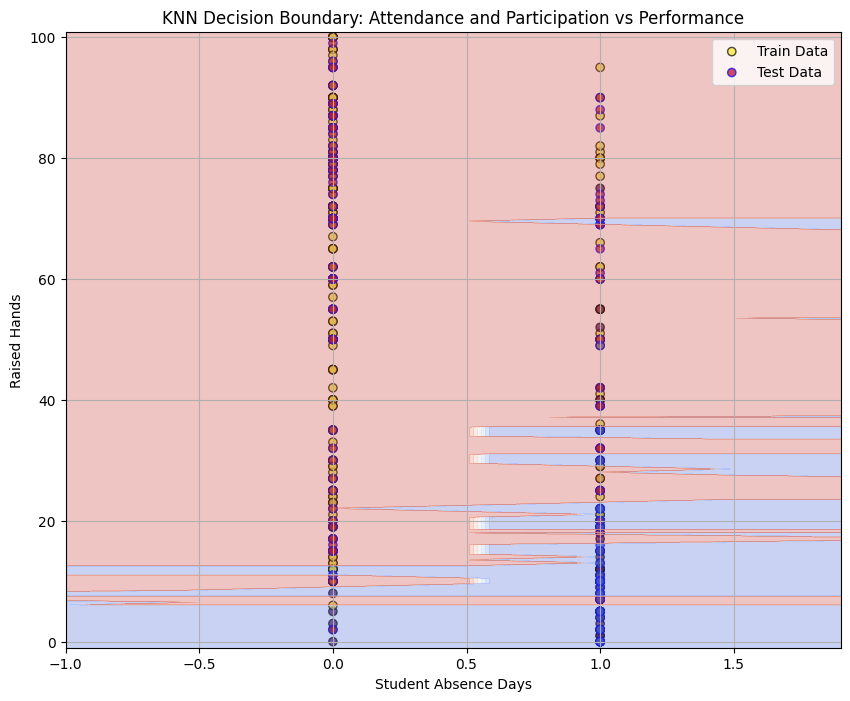 KNN Decision Boundary: Attendance and Participation vs Performance
Train Data
Test Data
100
80
60
40
20
0
Raised Hands
-1.0
-0.5
0.0
0.5
1.0
1.5
Student Absence Days